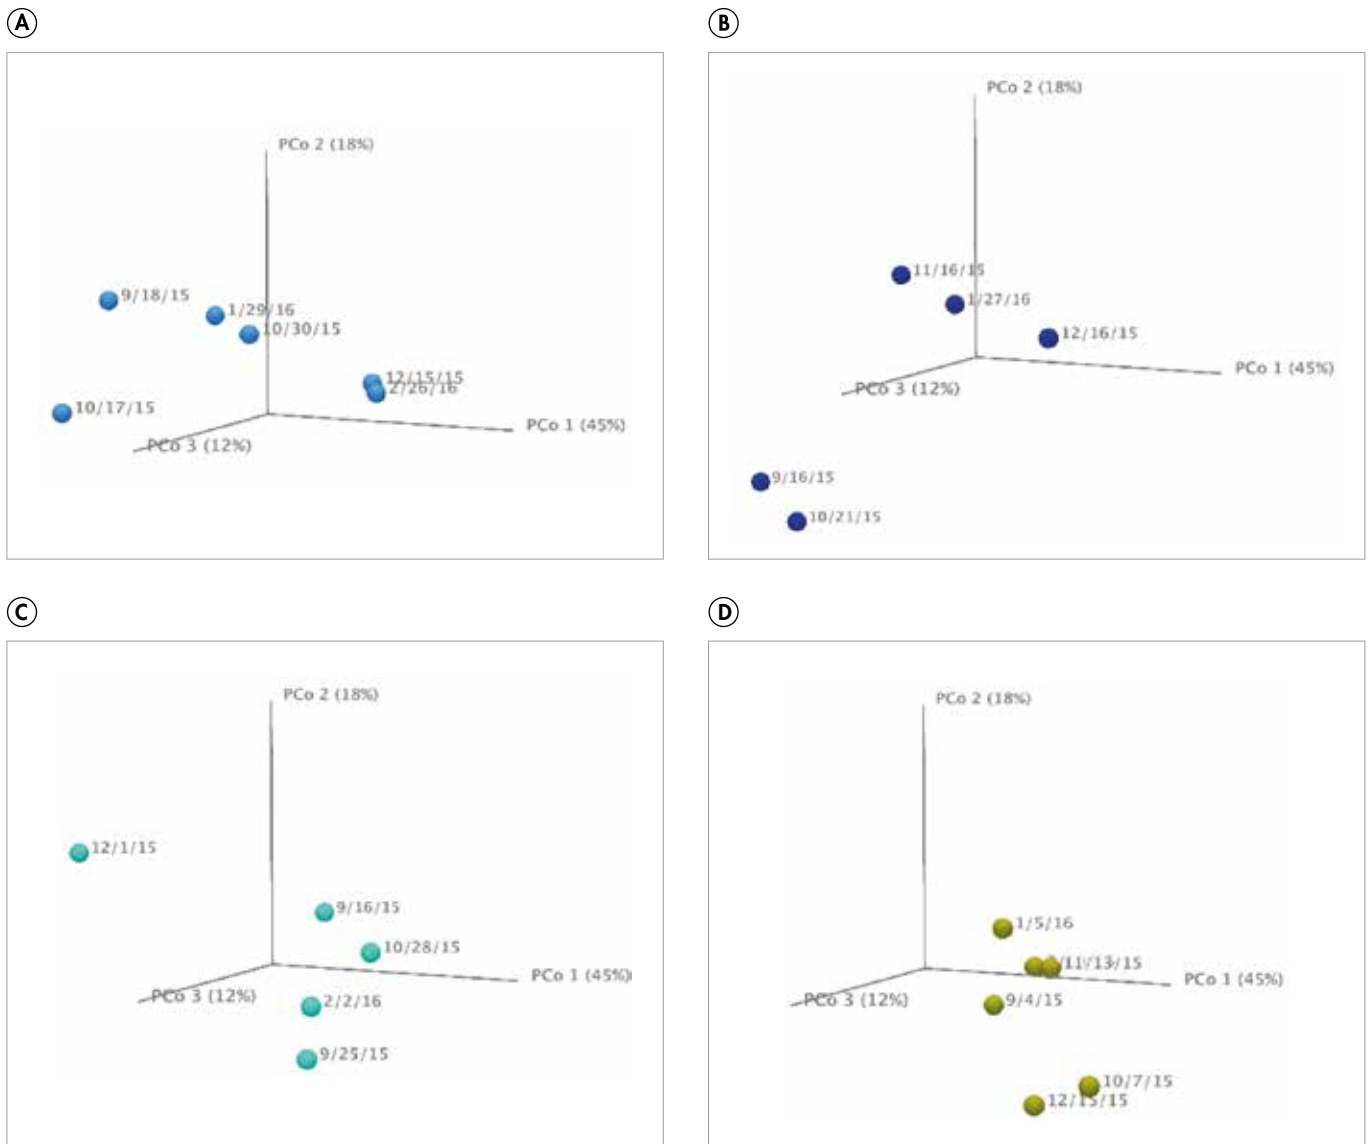 A
PCo 2 (18%)
9/18/15
1/29/16
10/30/15
12/15/15
2/26/16
10/17/15
PCo 1 (45%)
PCo 3 (12%)
B
PCo 2 (18%)
11/16/15
1/27/16
12/16/15
PCo 1 (45%)
PCo 3 (12%)
9/16/15
10/21/15
C
PCo 2 (18%)
12/1/15
9/16/15
10/28/15
PCo 1 (45%)
PCo 3 (12%)
2/2/16
9/25/15
D
PCo 2 (18%)
1/5/16
11/13/15
PCo 1 (45%)
PCo 3 (12%)
9/4/15
10/7/15
12/15/15